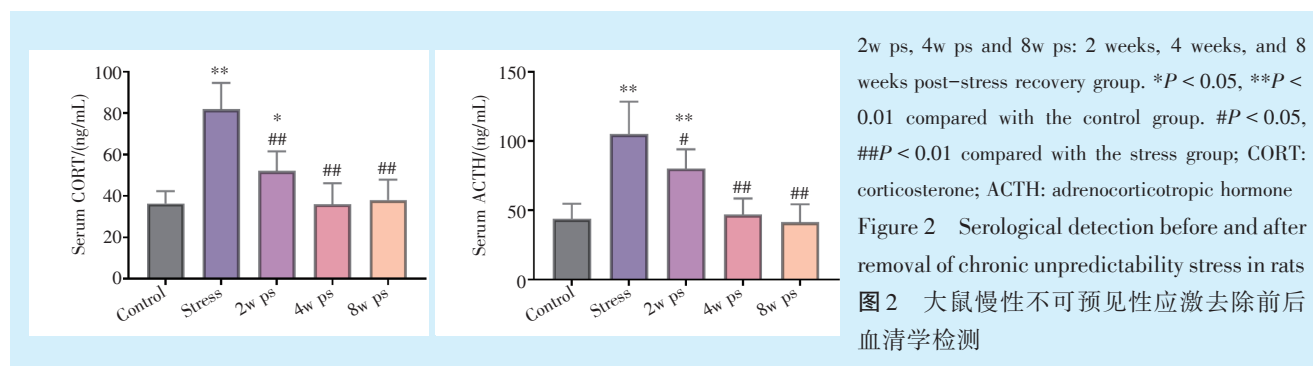 100
80
60
40
20
0
Serum CORT/(ng/mL)
**
*
##
##
##
Control
Stress
2w ps
4w ps
8w ps
150
100
50
0
Serum ACTH/(ng/mL)
**
**
#
##
##
Control
Stress
2w ps
4w ps
8w ps
2w ps, 4w ps and 8w ps: 2 weeks, 4 weeks, and 8
weeks post-stress recovery group. *P < 0.05, **P <
0.01 compared with the control group. #P < 0.05,
##P < 0.01 compared with the stress group; CORT:
corticosterone; ACTH: adrenocorticotropic hormone
Figure 2 Serological detection before and after
removal of chronic unpredictability stress in rats
图2 大鼠慢性不可预见性应激去除前后
血清学检测